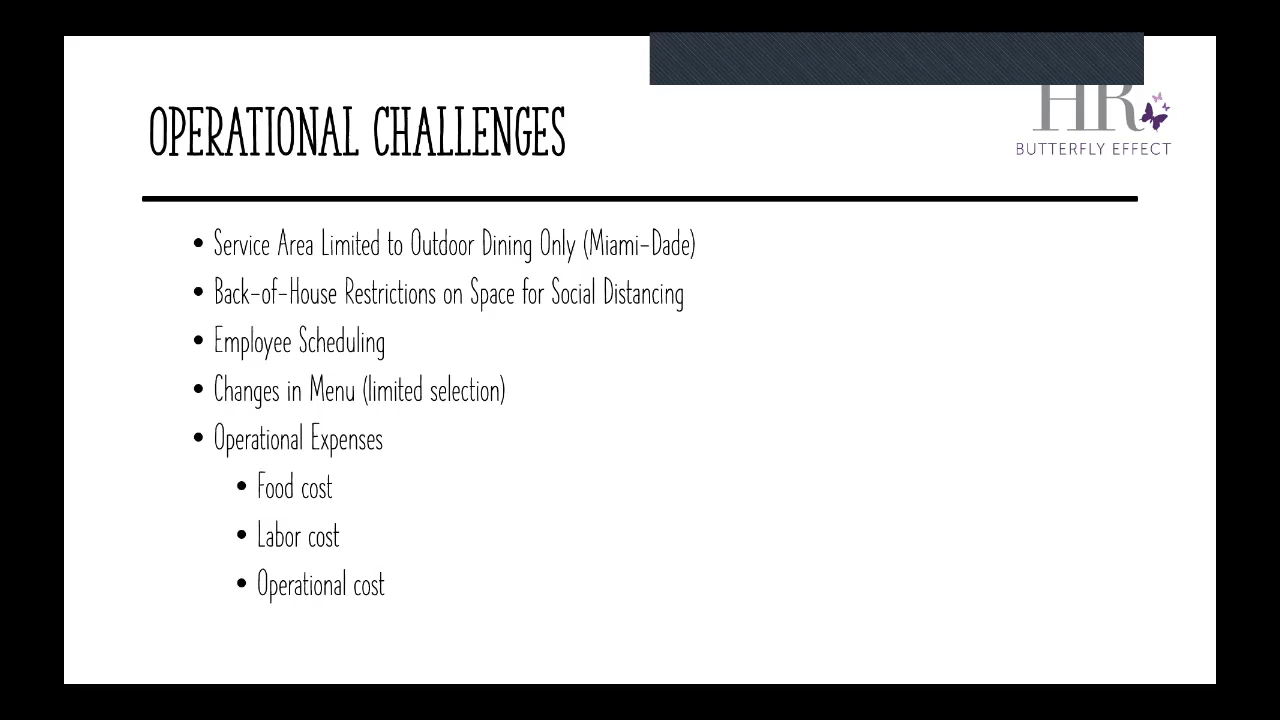 HR
BUTTERFLY EFFECT
OPERATIONAL CHALLENGES
• Service Area Limited to Outdoor Dining Only (Miami-Dade)
• Back-of-House Restrictions on Space for Social Distancing
• Employee Scheduling
• Changes in Menu (limited selection)
• Operational Expenses
• Food cost
• Labor cost
• Operational cost